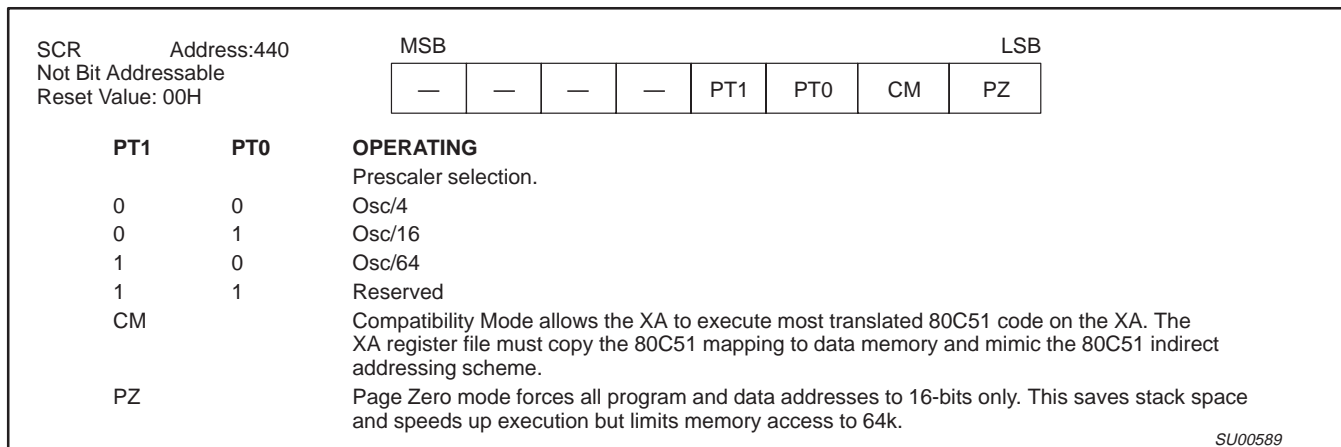 SCR Address:440
Not Bit Addressable
Reset Value: 00H
MSB LSB
— — — — PT1 PT0 CM PZ
PT1 PT0 OPERATING
Prescaler selection.
0 0 Osc/4
0 1 Osc/16
1 0 Osc/64
1 1 Reserved
CM Compatibility Mode allows the XA to execute most translated 80C51 code on the XA. The
XA register file must copy the 80C51 mapping to data memory and mimic the 80C51 indirect
addressing scheme.
PZ Page Zero mode forces all program and data addresses to 16-bits only. This saves stack space
and speeds up execution but limits memory access to 64k.
SU00589